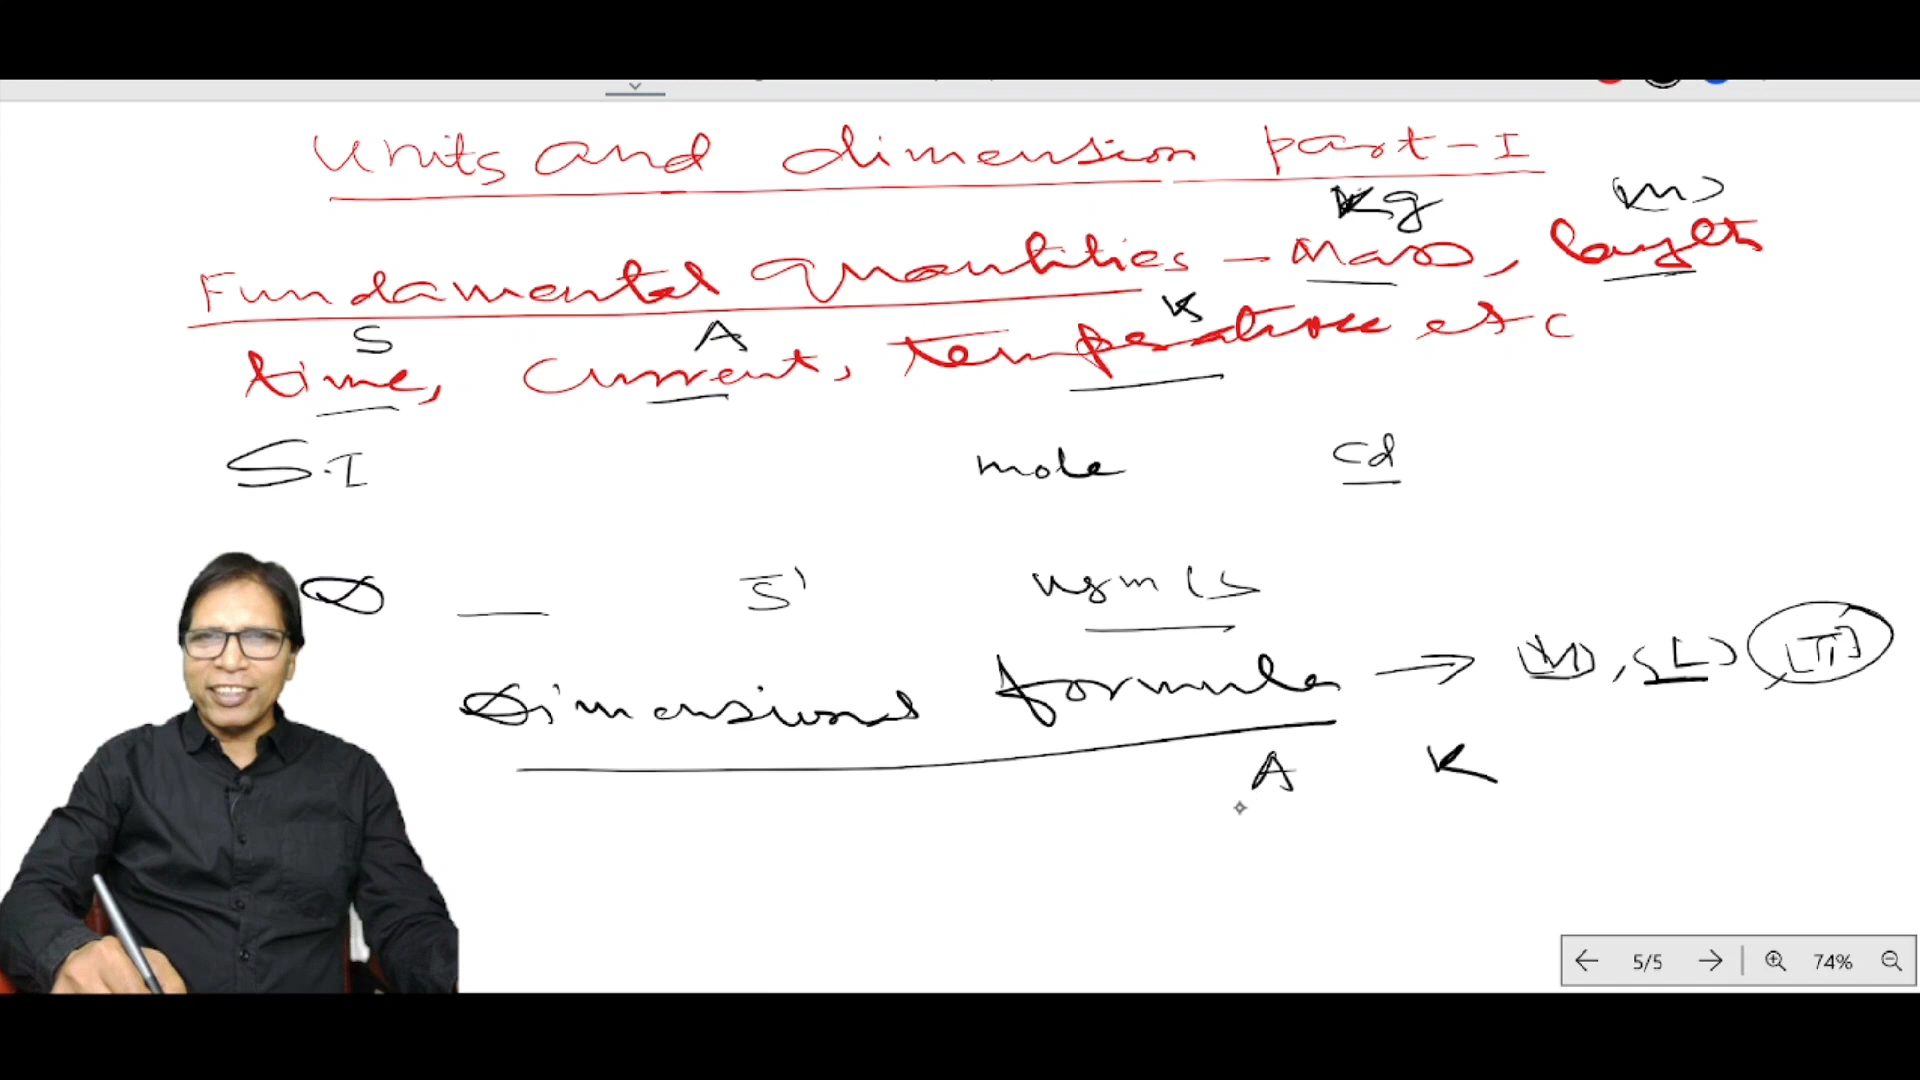 Units and dimension part-I
Kg (m)
Fundamental Quantities - Mass, length
S A K
time, Current, temperature etc
S.I mole Cd
Dimensional formula → [M], [L] [T]
A K
5/5 74%